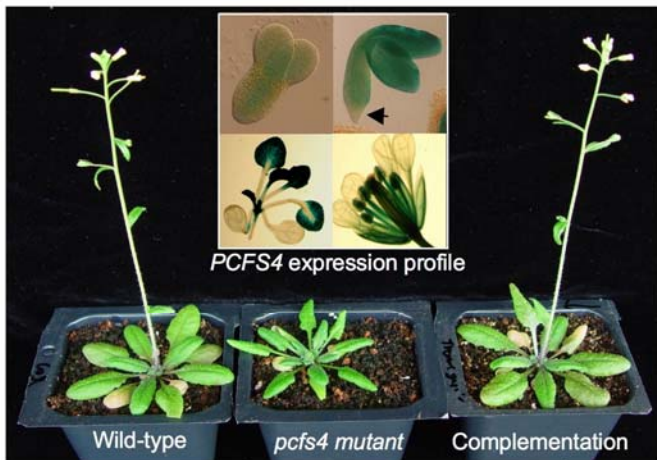 PCFS4 expression profile
Wild-type
pcfs4 mutant
Complementation